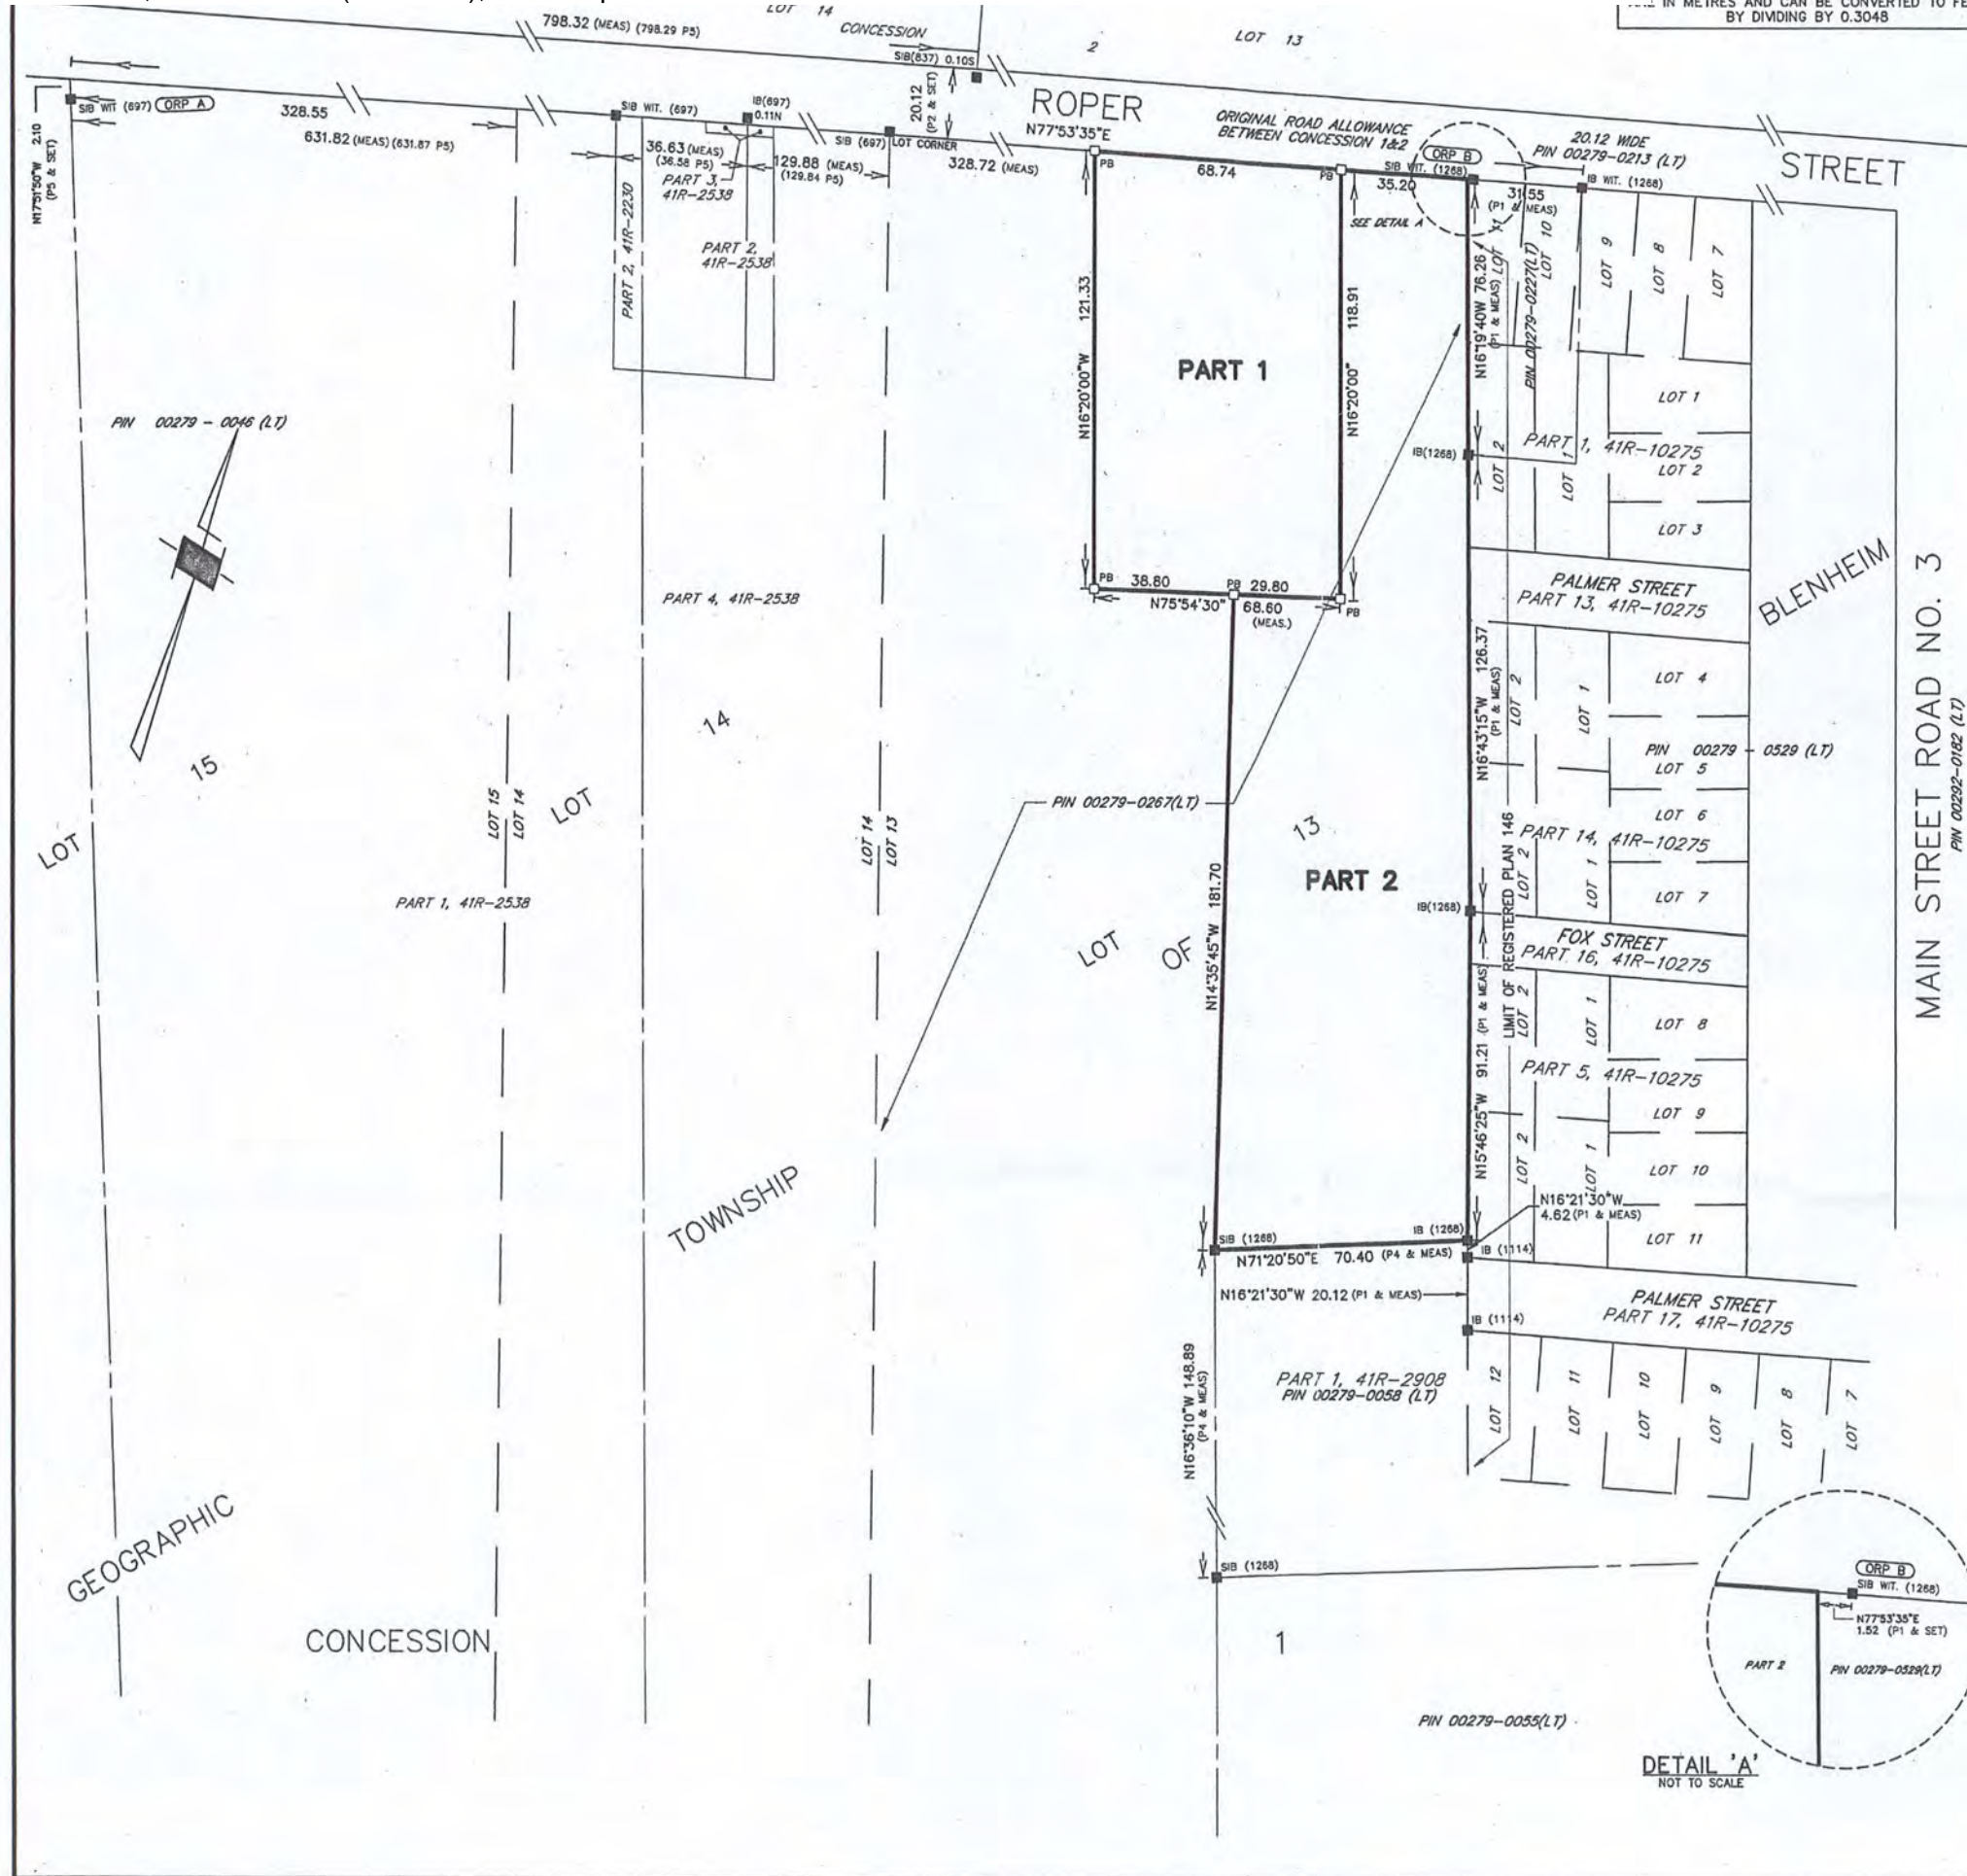 798.32 (MEAS) (798.29 P5)
LOT 14
CONCESSION
SIB(837) 0.10S
2
LOT 13
ARE IN METRES AND CAN BE CONVERTED TO
BY DIVIDING BY 0.3048
N17°51'50"W 2.10
(P5 & SET)
SIB WIT (697)
ORP A
328.55
631.82 (MEAS) (631.87 P5)
SIB WIT. (697)
IB(697)
0.11N
36.63 (MEAS)
(36.58 P5)
PART 3,
41R-2538
129.88 (MEAS)
(129.84 P5)
SIB (697)
LOT CORNER
20.12
(P2 & SET)
328.72 (MEAS)
ROPER
N77°53'35"E
ORIGINAL ROAD ALLOWANCE
BETWEEN CONCESSION 1&2
20.12 WIDE
PIN 00279-0213 (LT)
STREET
PB
68.74
PB
35.20
SIB WIT. (1268)
ORP B
31.55
(P1 & MEAS)
IB WIT. (1268)
SEE DETAIL A
PART 2, 41R-2230
PART 2,
41R-2538
N16°20'00"W 121.33
PART 1
N16°20'00" 118.91
N16°19'40W 76.26
(P1 & MEAS)
LOT 11
PIN 00279-0227(LT)
LOT 10
LOT 9
LOT 8
LOT 7
LOT 1
PART 1, 41R-10275
LOT 2
LOT 3
IB(1268)
LOT 2
LOT 1
PIN 00279 - 0046 (LT)
PB
38.80
PB
29.80
N75°54'30"
68.60
(MEAS.)
PB
PART 4, 41R-2538
PALMER STREET
PART 13, 41R-10275
BLENHEIM
MAIN STREET ROAD NO. 3
PIN 00292-0182 (LT)
N16°43'15"W 126.37
(P1 & MEAS)
LOT 2
LOT 1
LOT 4
PIN 00279 - 0529 (LT)
LOT 5
LOT 6
PART 14, 41R-10275
LOT 2
LOT 1
LOT 7
15
14
LOT
LOT 15
LOT 14
LOT
LOT 14
LOT 13
PIN 00279-0267(LT)
13
PART 2
N14°35'45"W 181.70
PART 1, 41R-2538
LOT
OF
IB(1268)
LIMIT OF REGISTERED PLAN 146
FOX STREET
PART 16, 41R-10275
N15°46'25"W 91.21 (P1 & MEAS)
LOT 2
LOT 1
LOT 8
PART 5, 41R-10275
LOT 9
LOT 2
LOT 1
LOT 10
N16°21'30"W
4.62 (P1 & MEAS)
LOT 11
TOWNSHIP
SIB (1268)
IB (1268)
IB (1114)
N71°20'50"E 70.40 (P4 & MEAS)
N16°21'30"W 20.12 (P1 & MEAS)
IB (1114)
PALMER STREET
PART 17, 41R-10275
N16°36'10"W 148.89
(P4 & MEAS)
PART 1, 41R-2908
PIN 00279-0058 (LT)
LOT 12
LOT 11
LOT 10
LOT 9
LOT 8
LOT 7
GEOGRAPHIC
SIB (1268)
CONCESSION
1
PIN 00279-0055(LT)
ORP B
SIB WIT. (1268)
N77°53'35"E
1.52 (P1 & SET)
PART 2
PIN 00279-0529(LT)
DETAIL 'A'
NOT TO SCALE